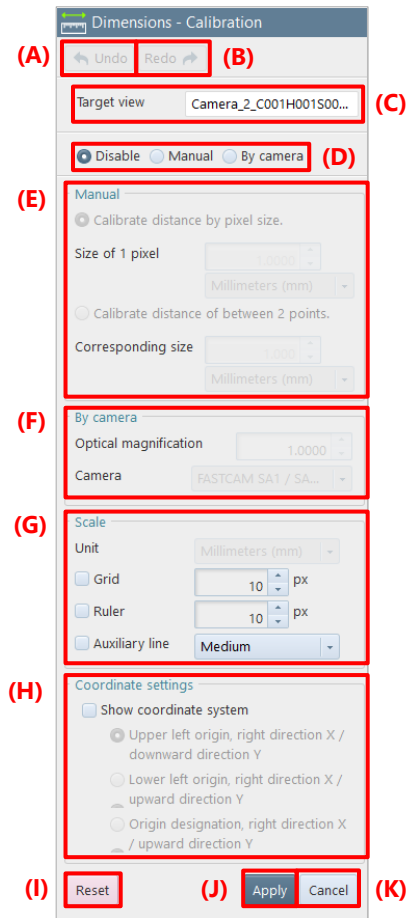 Dimensions - Calibration
(A) Undo Redo (B)
Target view Camera_2_C001H001S00... (C)
Disable Manual By camera (D)
(E) Manual
Calibrate distance by pixel size.
Size of 1 pixel 1.0000
Millimeters (mm)
Calibrate distance of between 2 points.
Corresponding size 1.000
Millimeters (mm)
(F) By camera
Optical magnification 1.0000
Camera FASTCAM SA1 / SA...
(G) Scale
Unit Millimeters (mm)
Grid 10 px
Ruler 10 px
Auxiliary line Medium
(H) Coordinate settings
Show coordinate system
Upper left origin, right direction X /
downward direction Y
Lower left origin, right direction X /
upward direction Y
Origin designation, right direction X
/ upward direction Y
(I) Reset (J) Apply Cancel (K)